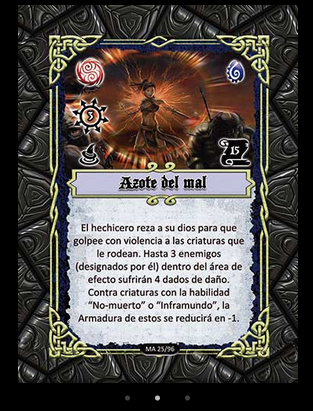 3
15
Azote del mal
El hechicero reza a su dios para que
golpee con violencia a las criaturas que
le rodean. Hasta 3 enemigos
(designados por él) dentro del área de
efecto sufrirán 4 dados de daño.
Contra criaturas con la habilidad
“No-muerto” o “Inframundo”, la
Armadura de estos se reducirá en -1.
MA 25/96